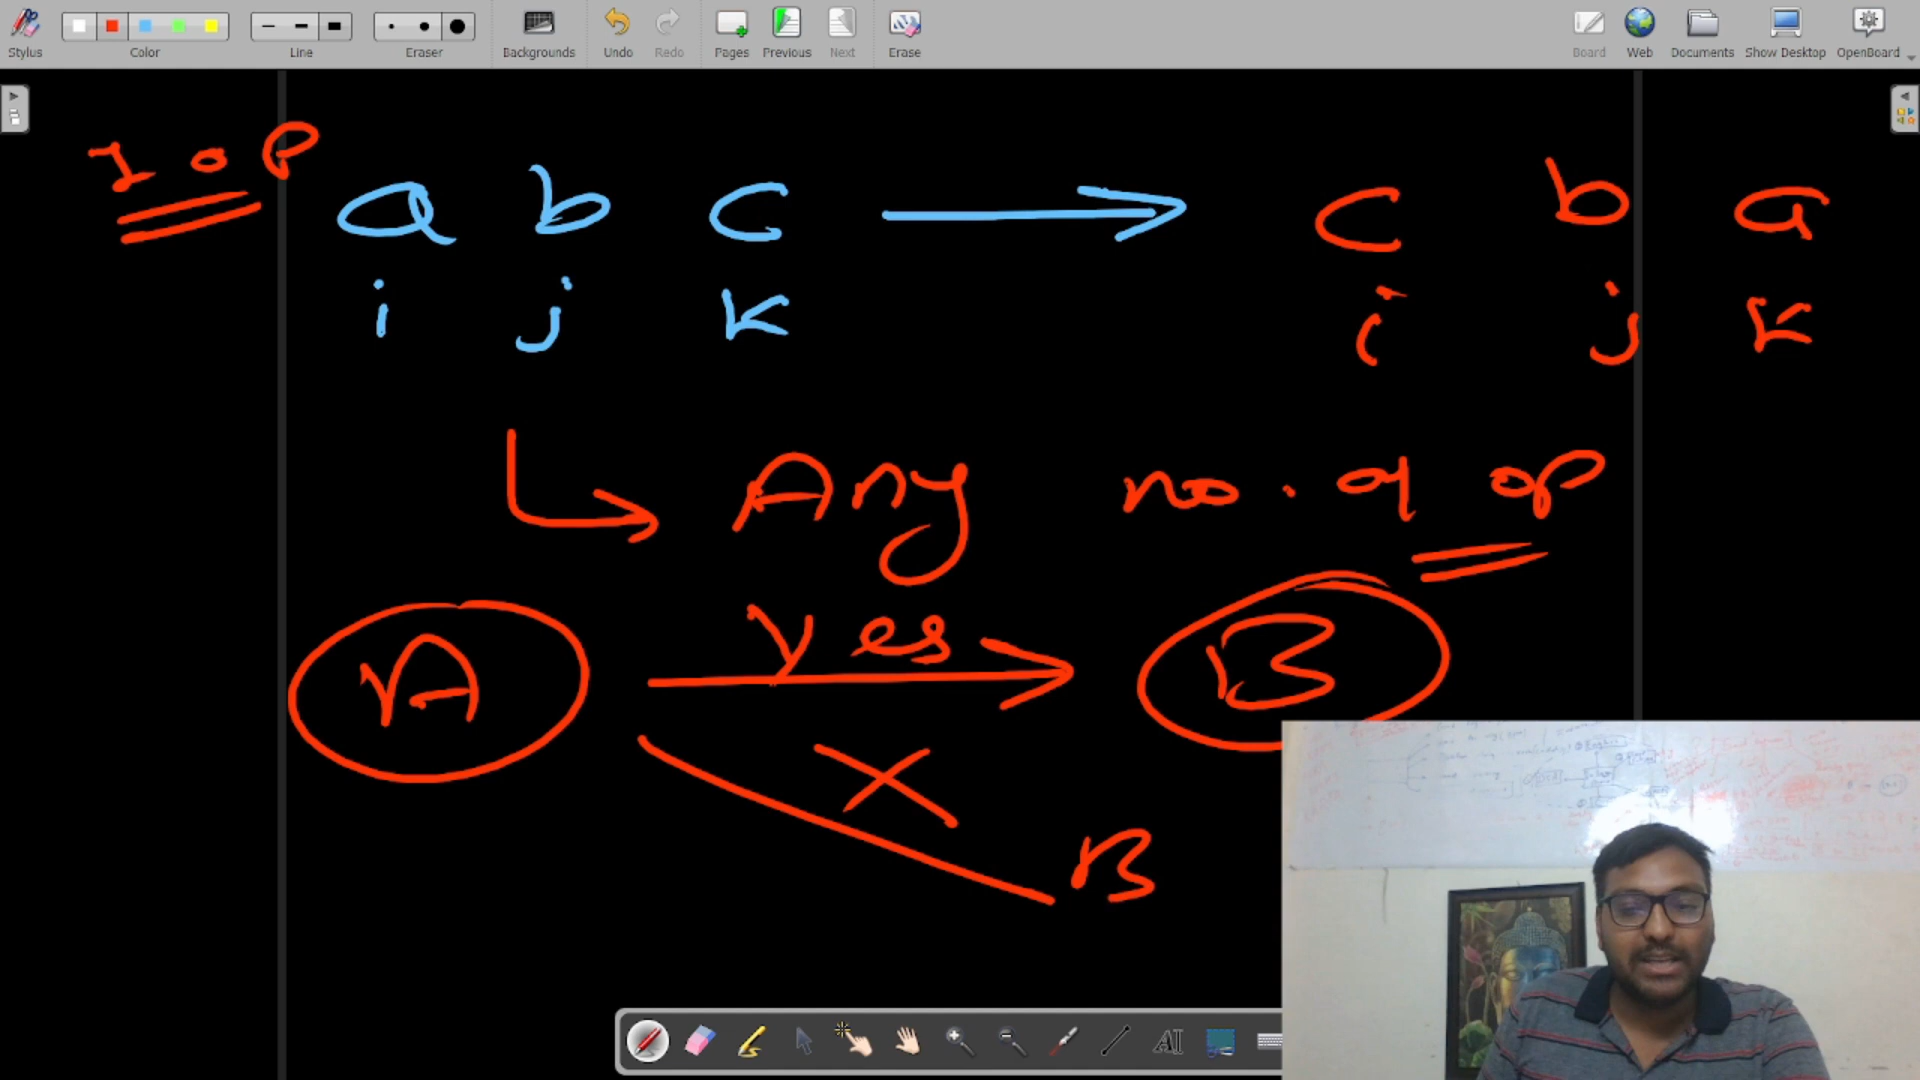 Stylus Color Line Eraser Backgrounds Undo Redo Pages Previous Next Erase Board Web Documents Show Desktop OpenBoard
1 op
a b c c b a
i j k i j k
Any no. of op
A yes B
X B
AI